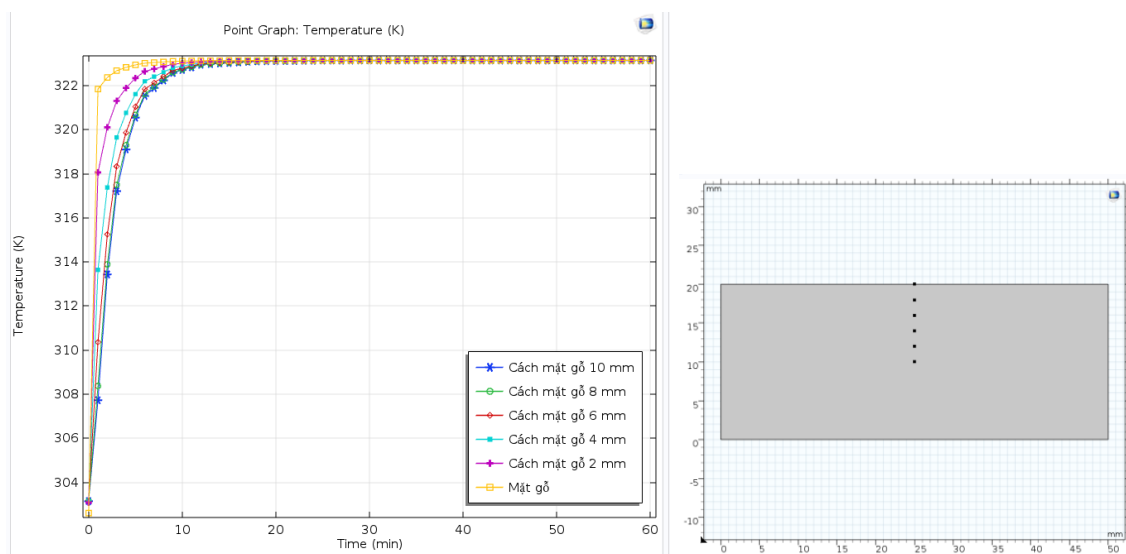 Point Graph: Temperature (K)
Temperature (K)
322
320
318
316
314
312
310
308
306
304
0 10 20 30 40 50 60
Time (min)
Cách mặt gỗ 10 mm
Cách mặt gỗ 8 mm
Cách mặt gỗ 6 mm
Cách mặt gỗ 4 mm
Cách mặt gỗ 2 mm
Mặt gỗ
mm
30
25
20
15
10
5
0
-5
-10
mm
0 5 10 15 20 25 30 35 40 45 50